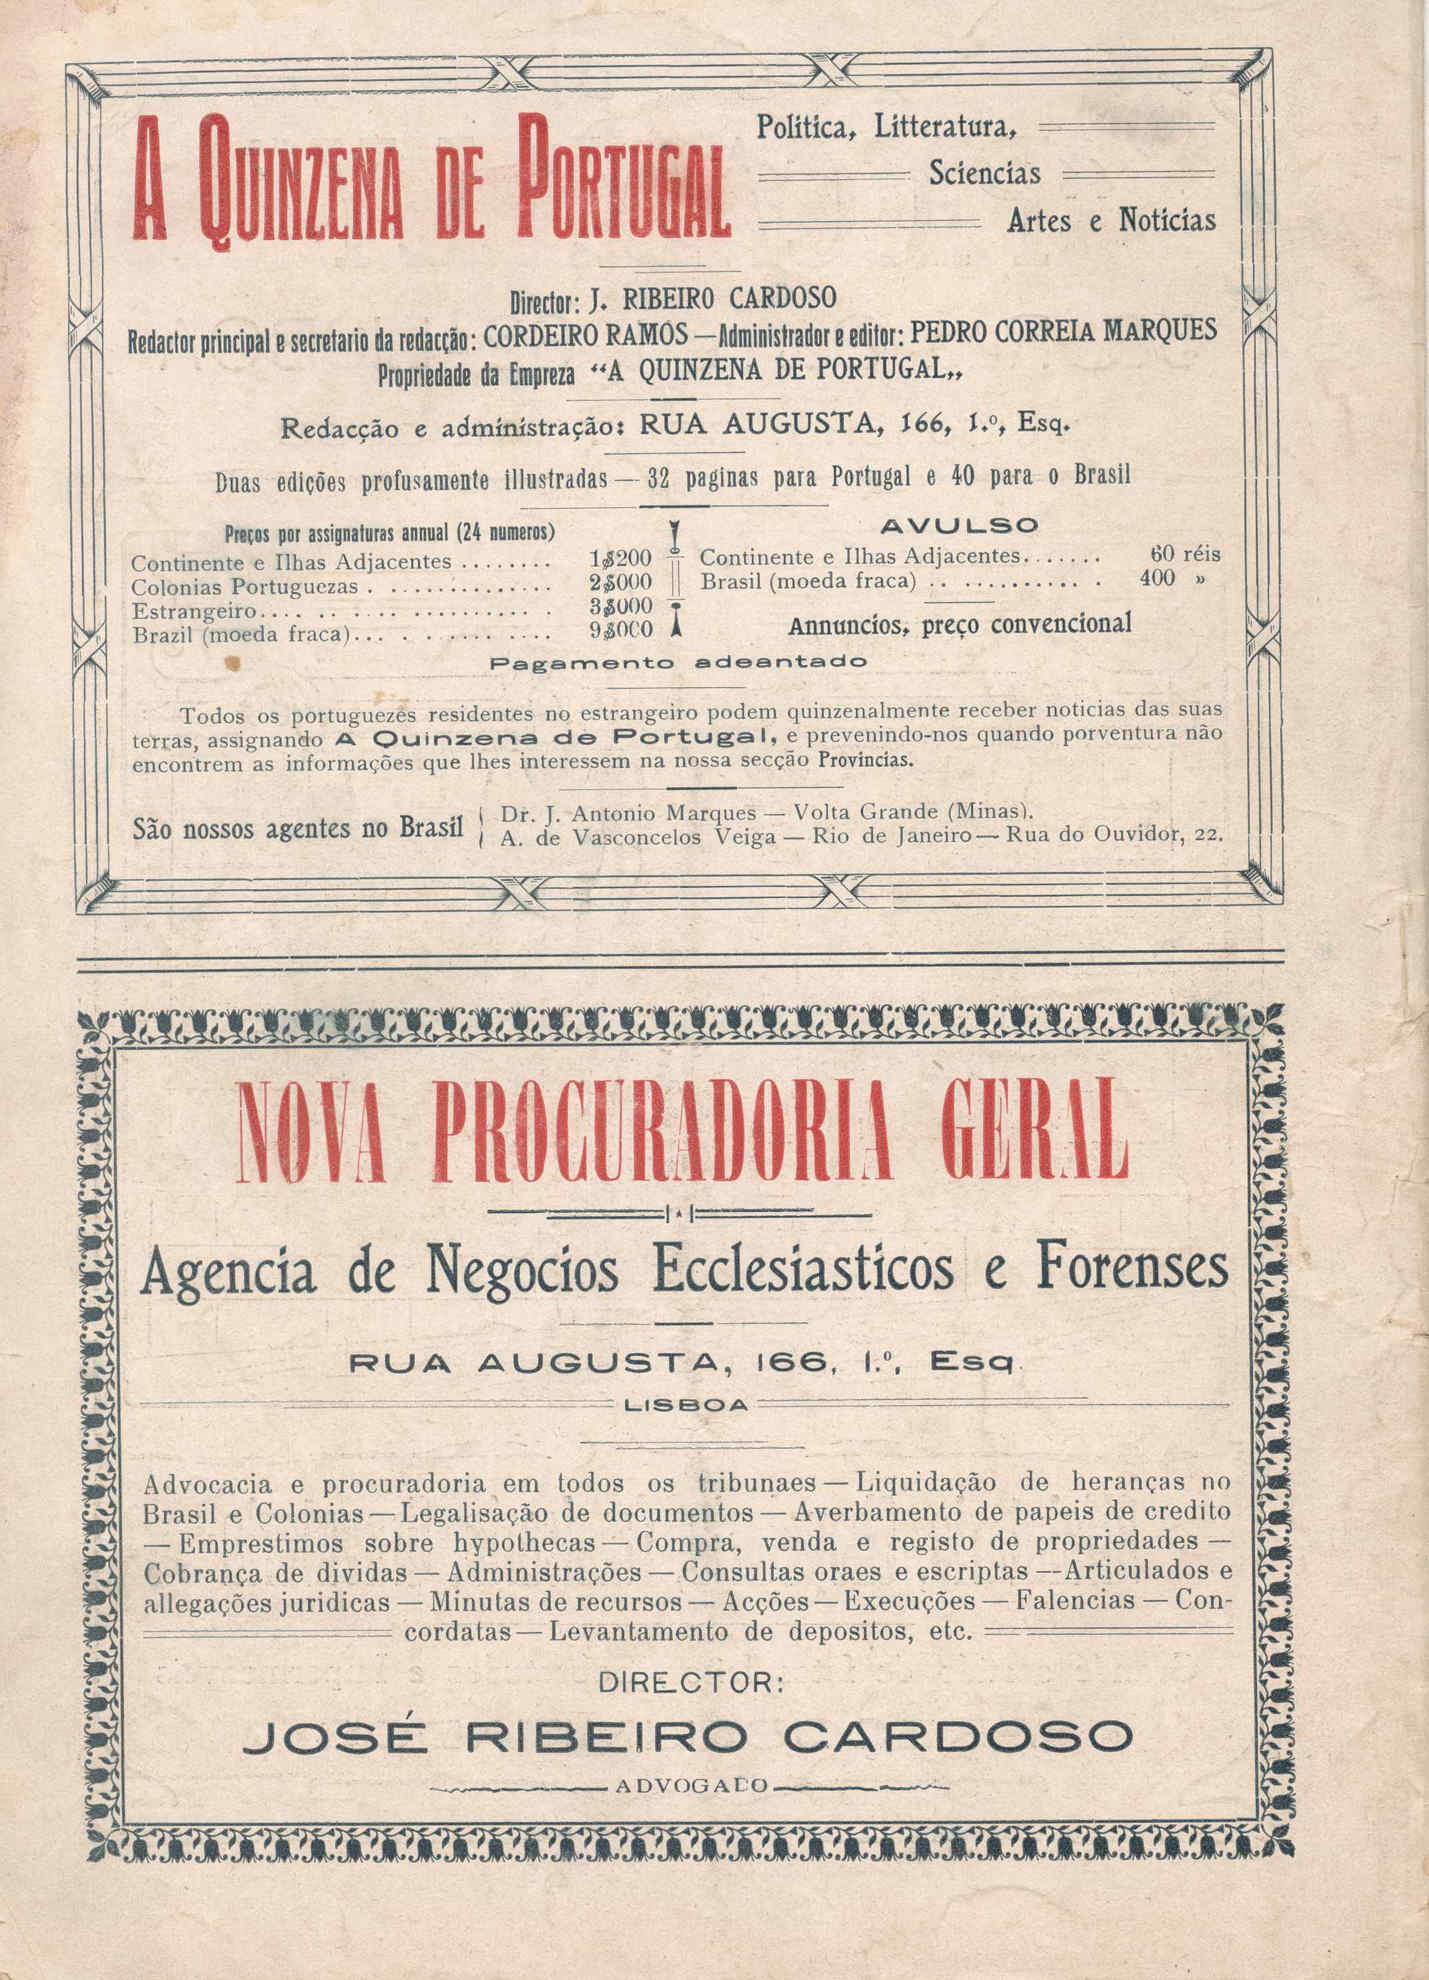 A QUINZENA DE PORTUGAL
Politica, Litteratura,
Sciencias
Artes e Noticias
Director: J. RIBEIRO CARDOSO
Redactor principal e secretario da redacção: CORDEIRO RAMOS — Administrador e editor: PEDRO CORREIA MARQUES
Propriedade da Empreza “A QUINZENA DE PORTUGAL„
Redacção e administração: RUA AUGUSTA, 166, 1.º, Esq.
Duas edições profusamente illustradas — 32 paginas para Portugal e 40 para o Brasil
Preços por assignaturas annual (24 numeros)
Continente e Ilhas Adjacentes ........ 1$200
Colonias Portuguezas . .............. 2$000
Estrangeiro.... .. ... ............. . 3$000
Brazil (moeda fraca)... . . ....... .... 9$000
AVULSO
Continente e Ilhas Adjacentes....... 60 réis
Brasil (moeda fraca) .. ........... . 400 »
Annuncios, preço convencional
Pagamento adeantado
Todos os portuguezes residentes no estrangeiro podem quinzenalmente receber noticias das suas
terras, assignando A Quinzena de Portugal, e prevenindo-nos quando porventura não
encontrem as informações que lhes interessem na nossa secção Provincias.
São nossos agentes no Brasil
Dr. J. Antonio Marques — Volta Grande (Minas).
A. de Vasconcelos Veiga — Rio de Janeiro — Rua do Ouvidor, 22.
NOVA PROCURADORIA GERAL
Agencia de Negocios Ecclesiasticos e Forenses
RUA AUGUSTA, 166, 1.º, Esq.
LISBOA
Advocacia e procuradoria em todos os tribunaes — Liquidação de heranças no
Brasil e Colonias — Legalisação de documentos — Averbamento de papeis de credito
— Emprestimos sobre hypothecas — Compra, venda e registo de propriedades —
Cobrança de dividas — Administrações — Consultas oraes e escriptas — Articulados e
allegações juridicas — Minutas de recursos — Acções — Execuções — Falencias — Con-
cordatas — Levantamento de depositos, etc.
DIRECTOR:
JOSÉ RIBEIRO CARDOSO
ADVOGADO